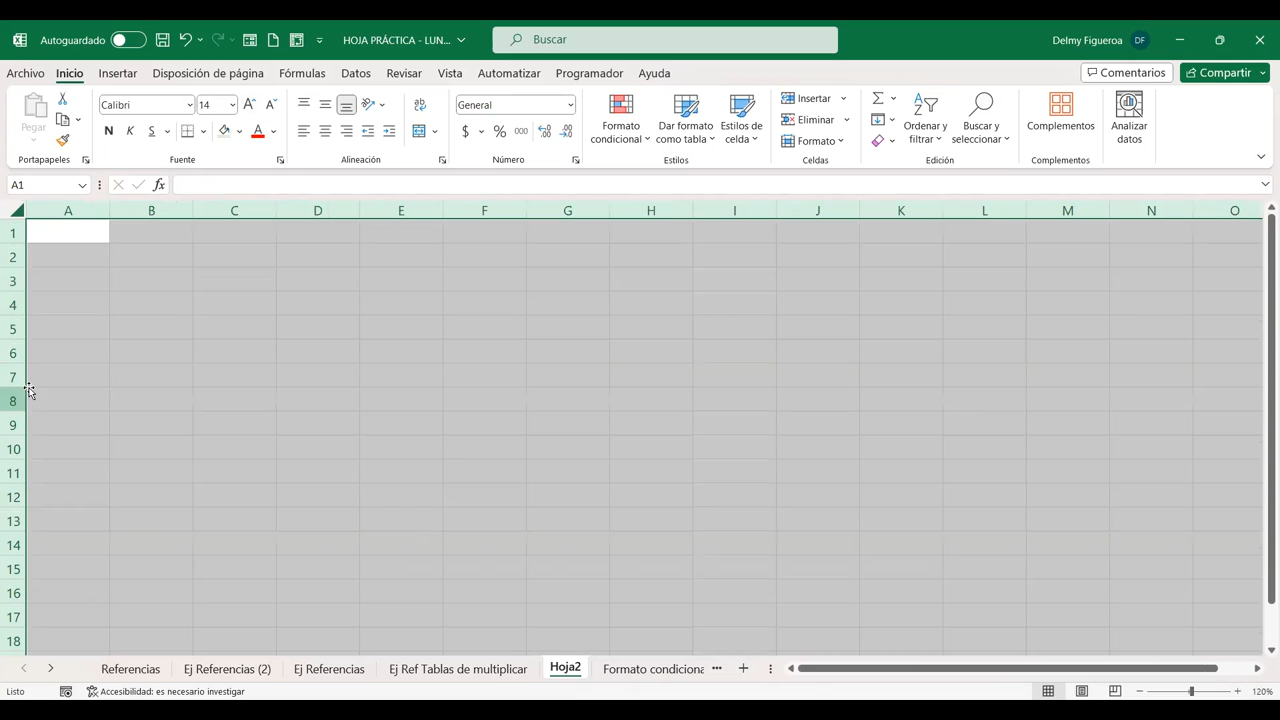 Autoguardado
HOJA PRÁCTICA - LUN...
Buscar
Delmy Figueroa
DF
Archivo Inicio Insertar Disposición de página Fórmulas Datos Revisar Vista Automatizar Programador Ayuda
Comentarios
Compartir
Pegar
Portapapeles
Calibri
14
N K S
Fuente
Alineación
General
$ % 000
Número
Formato condicional
Dar formato como tabla
Estilos de celda
Estilos
Insertar
Eliminar
Formato
Celdas
Ordenar y filtrar
Buscar y seleccionar
Edición
Complementos
Complementos
Analizar datos
A1
fx
A B C D E F G H I J K L M N O
1
2
3
4
5
6
7
8
9
10
11
12
13
14
15
16
17
18
Referencias
Ej Referencias (2)
Ej Referencias
Ej Ref Tablas de multiplicar
Hoja2
Formato condiciona
...
Listo
Accesibilidad: es necesario investigar
120%